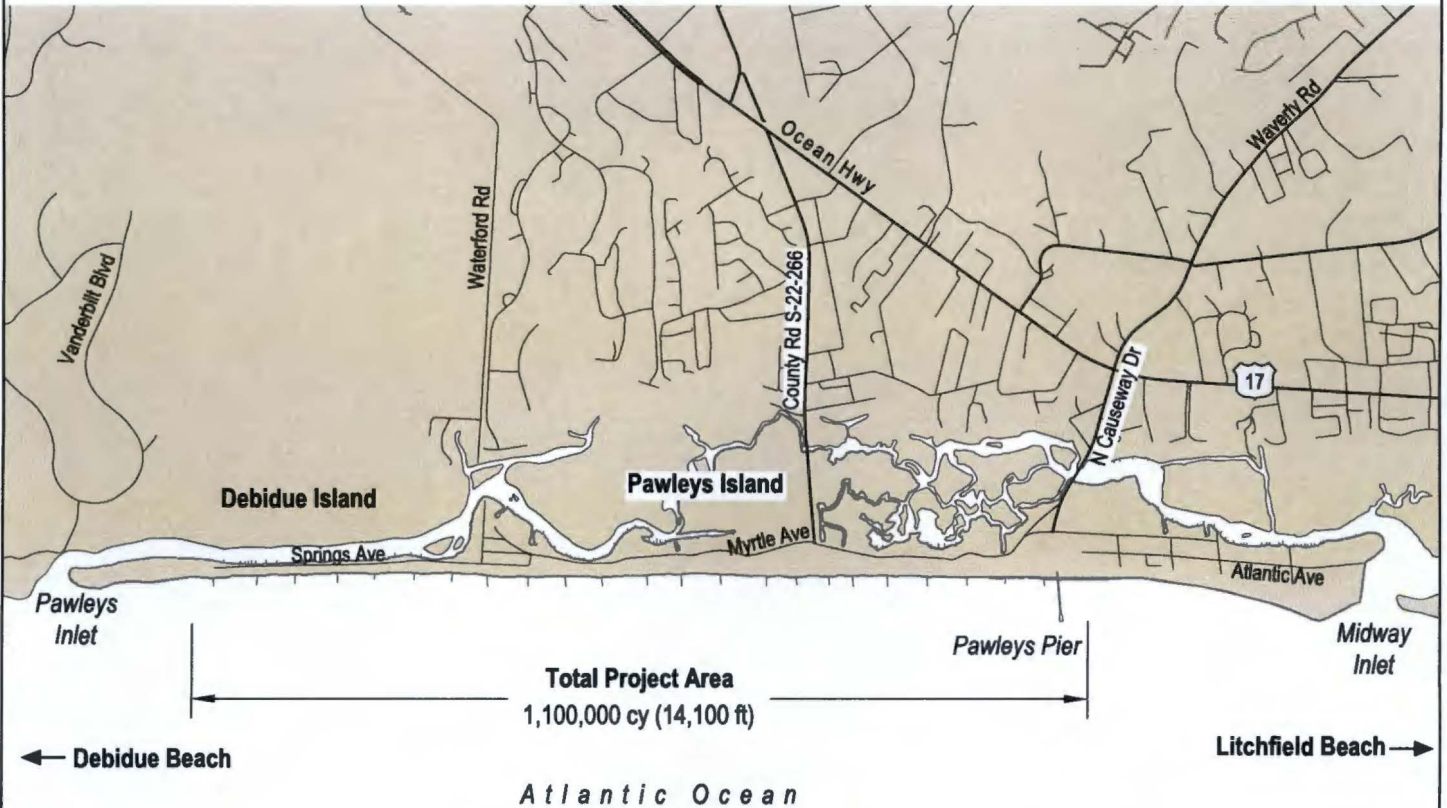 Ocean Hwy
Waverly Rd
Waterford Rd
Vanderbilt Blvd
County Rd S-22-266
N Causeway Dr
17
Debidue Island
Pawleys Island
Springs Ave
Myrtle Ave
Atlantic Ave
Pawleys
Inlet
Pawleys Pier
Midway
Inlet
Total Project Area
1,100,000 cy (14,100 ft)
Debidue Beach
Litchfield Beach
Atlantic Ocean